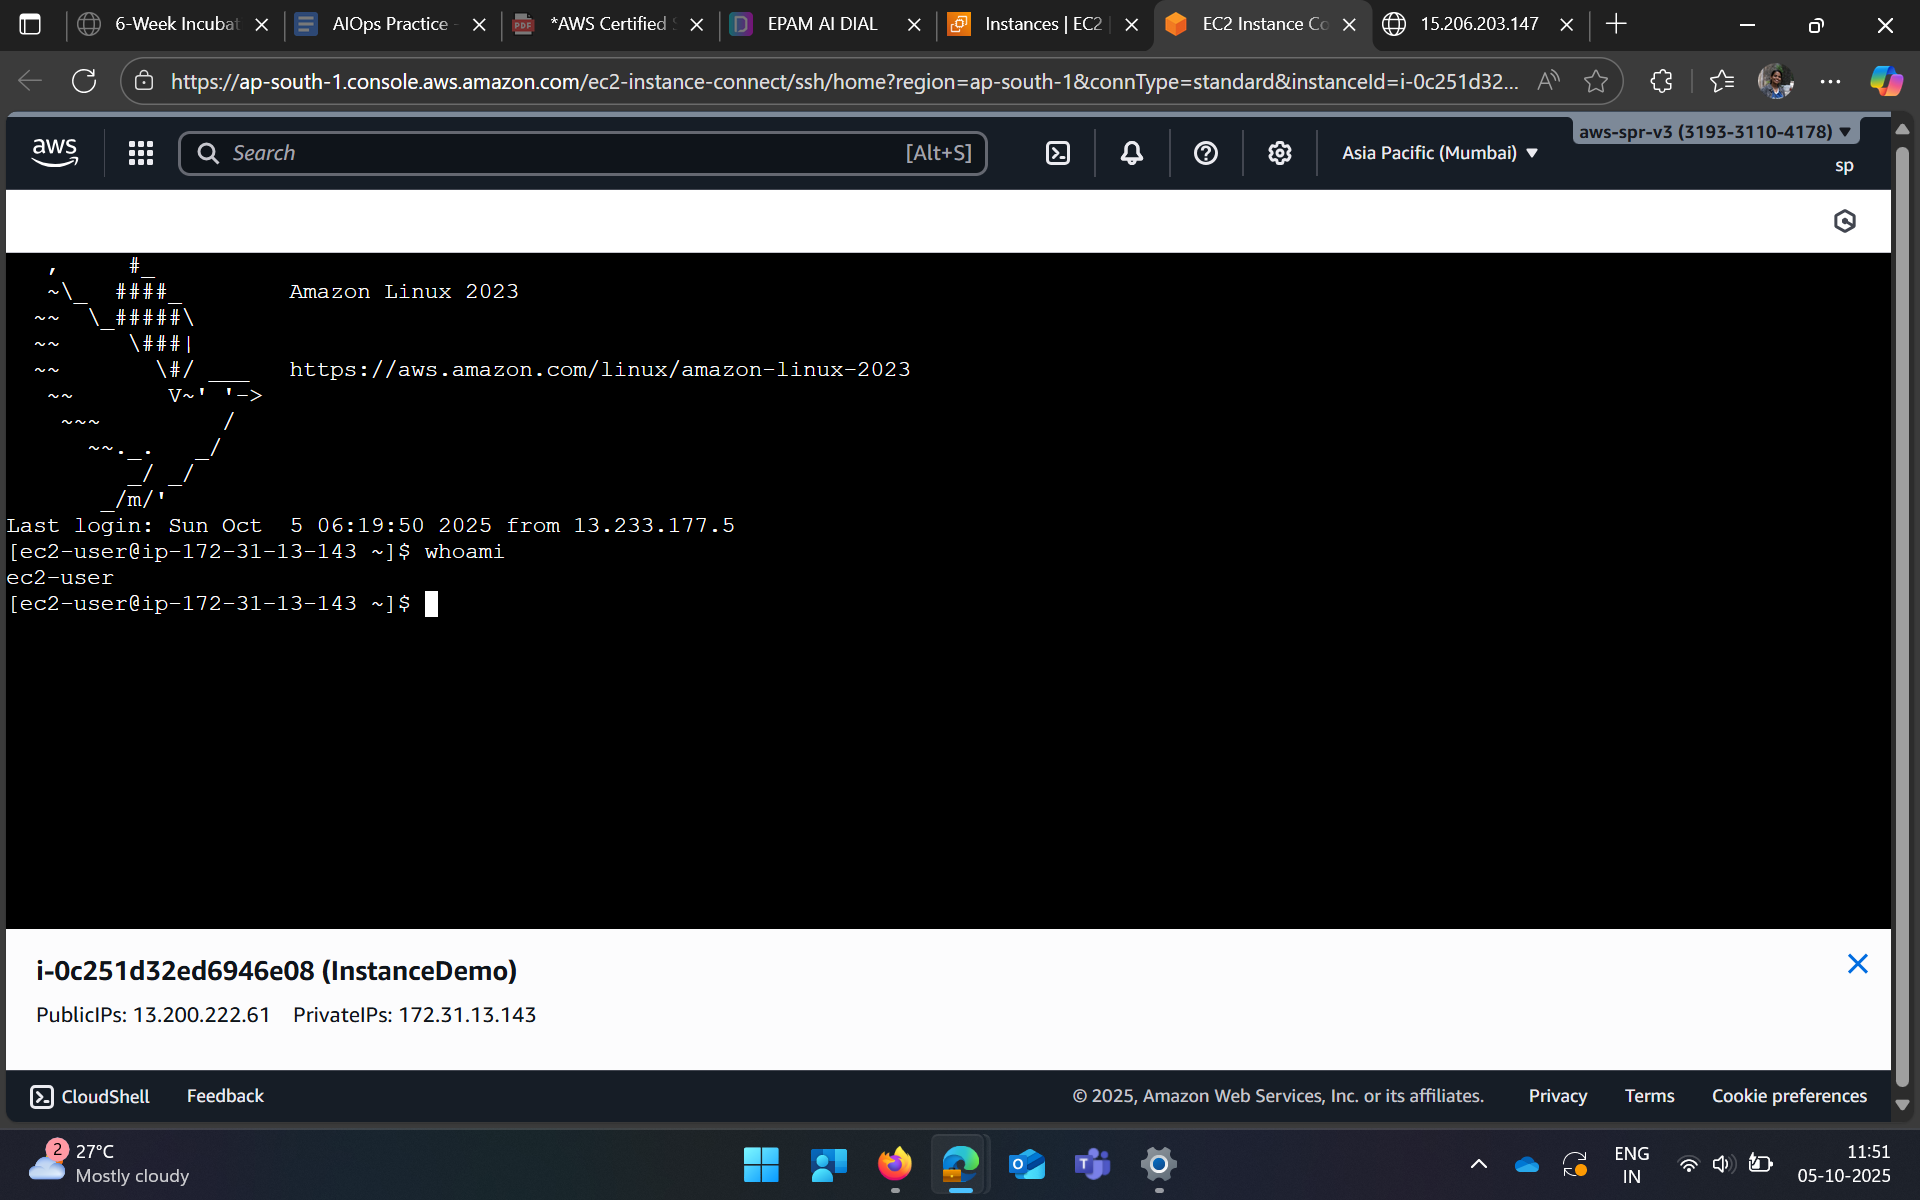 6-Week Incubat
AIOps Practice -
*AWS Certified S
EPAM AI DIAL
Instances | EC2 |
EC2 Instance Co
15.206.203.147
https://ap-south-1.console.aws.amazon.com/ec2-instance-connect/ssh/home?region=ap-south-1&connType=standard&instanceId=i-0c251d32...
aws
Search
[Alt+S]
Asia Pacific (Mumbai)
aws-spr-v3 (3193-3110-4178)
sp
   ,     #_
   ~\_  ####_        Amazon Linux 2023
  ~~  \_#####\
  ~~     \###|
  ~~       \#/ ___   https://aws.amazon.com/linux/amazon-linux-2023
   ~~       V~' '->
    ~~~         /
      ~~._.   _/
         _/ _/
       _/m/'
Last login: Sun Oct  5 06:19:50 2025 from 13.233.177.5
[ec2-user@ip-172-31-13-143 ~]$ whoami
ec2-user
[ec2-user@ip-172-31-13-143 ~]$
i-0c251d32ed6946e08 (InstanceDemo)
PublicIPs: 13.200.222.61 PrivateIPs: 172.31.13.143
CloudShell
Feedback
© 2025, Amazon Web Services, Inc. or its affiliates.
Privacy
Terms
Cookie preferences
2
27°C
Mostly cloudy
ENG
IN
11:51
05-10-2025